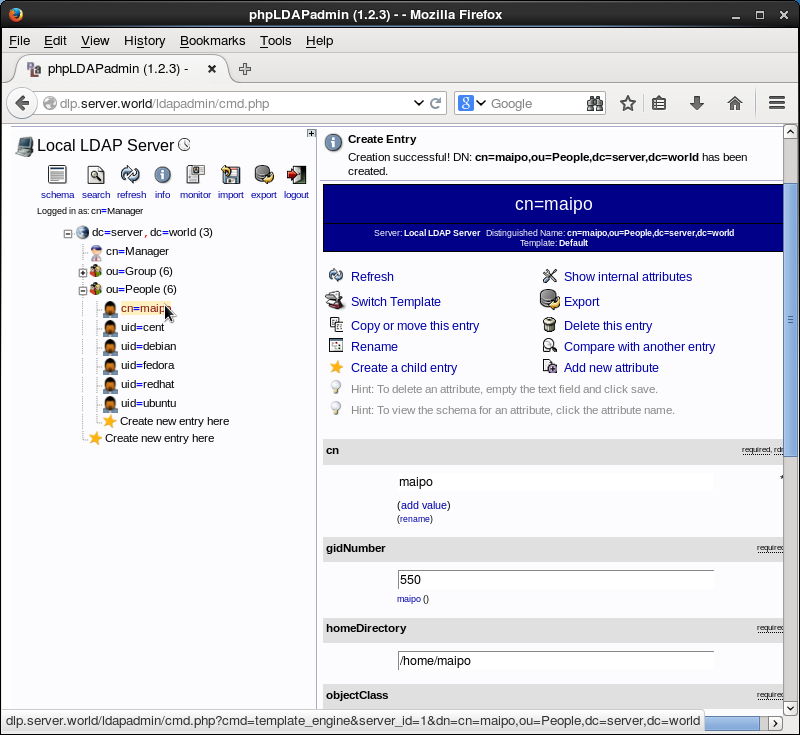 phpLDAPadmin (1.2.3) - - Mozilla Firefox
File Edit View History Bookmarks Tools Help
phpLDAPadmin (1.2.3) -
dlp.server.world/ldapadmin/cmd.php
Google
Local LDAP Server
schema search refresh info monitor import export logout
Logged in as: cn=Manager
dc=server, dc=world (3)
cn=Manager
ou=Group (6)
ou=People (6)
cn=maipo
uid=cent
uid=debian
uid=fedora
uid=redhat
uid=ubuntu
Create new entry here
Create new entry here
Create Entry
Creation successful! DN: cn=maipo,ou=People,dc=server,dc=world has been
created.
cn=maipo
Server: Local LDAP Server Distinguished Name: cn=maipo,ou=People,dc=server,dc=world
Template: Default
Refresh Show internal attributes
Switch Template Export
Copy or move this entry Delete this entry
Rename Compare with another entry
Create a child entry Add new attribute
Hint: To delete an attribute, empty the text field and click save.
Hint: To view the schema for an attribute, click the attribute name.
cn required,
maipo *
(add value)
(rename)
gidNumber required
550
maipo ()
homeDirectory required
/home/maipo
objectClass required
dlp.server.world/ldapadmin/cmd.php?cmd=template_engine&server_id=1&dn=cn=maipo,ou=People,dc=server,dc=world